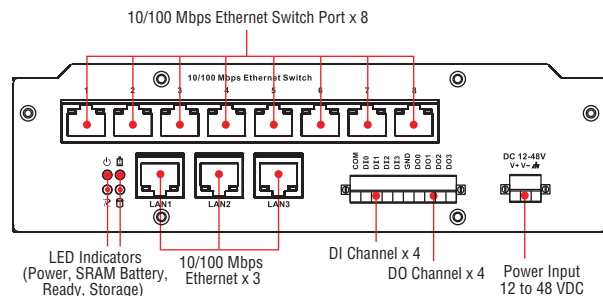 10/100 Mbps Ethernet Switch Port x 8
10/100 Mbps Ethernet Switch
1 2 3 4 5 6 7 8
COM DI0 DI1 DI2 DI3 GND DO0 DO1 DO2 DO3
DC 12-48V
V+ V-
LAN1 LAN2 LAN3
LED Indicators
(Power, SRAM Battery,
Ready, Storage)
10/100 Mbps
Ethernet x 3
DI Channel x 4
DO Channel x 4
Power Input
12 to 48 VDC